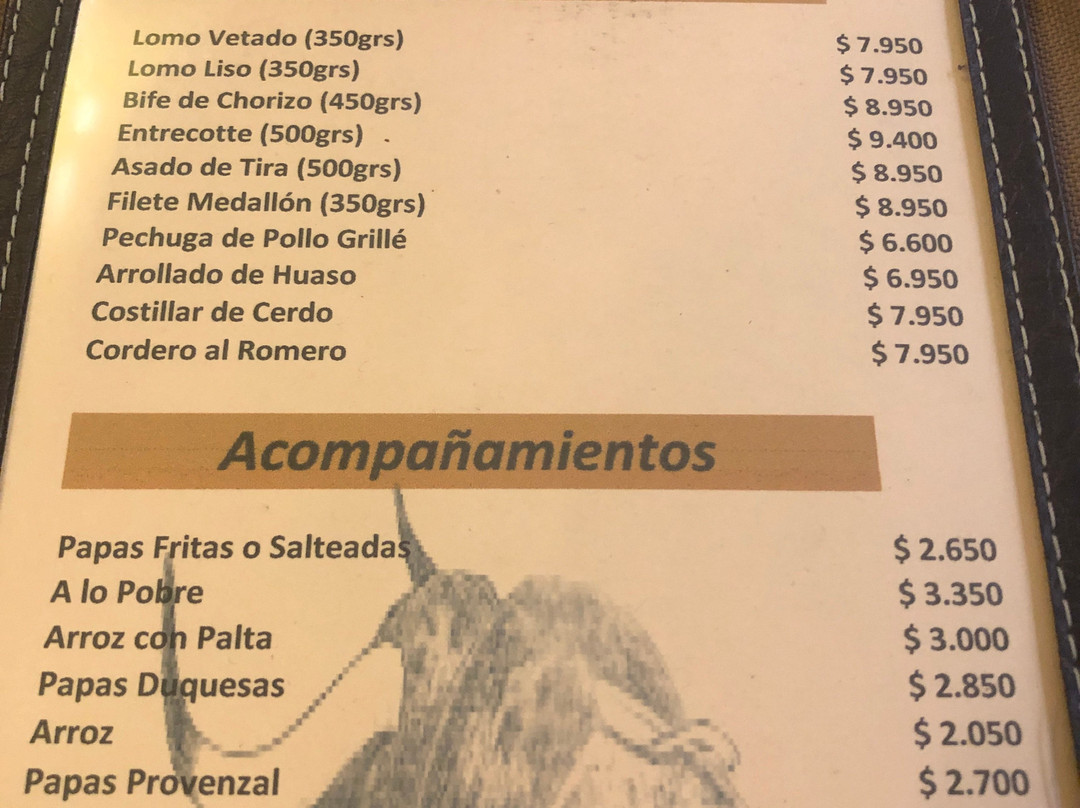 Lomo Vetado (350grs) $ 7.950
Lomo Liso (350grs) $ 7.950
Bife de Chorizo (450grs) $ 8.950
Entrecotte (500grs) . $ 9.400
Asado de Tira (500grs) $ 8.950
Filete Medallón (350grs) $ 8.950
Pechuga de Pollo Grillé $ 6.600
Arrollado de Huaso $ 6.950
Costillar de Cerdo $ 7.950
Cordero al Romero $ 7.950
Acompañamientos
Papas Fritas o Salteadas $ 2.650
A lo Pobre $ 3.350
Arroz con Palta $ 3.000
Papas Duquesas $ 2.850
Arroz $ 2.050
Papas Provenzal $ 2.700